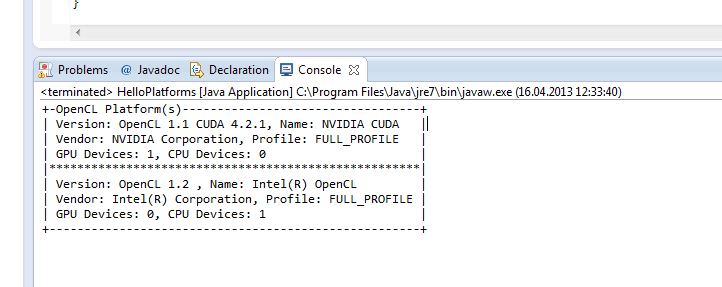 }
Problems @ Javadoc Declaration Console
<terminated> HelloPlatforms [Java Application] C:\Program Files\Java\jre7\bin\javaw.exe (16.04.2013 12:33:40)
+-OpenCL Platform(s)----------------------------------+
| Version: OpenCL 1.1 CUDA 4.2.1, Name: NVIDIA CUDA   |
| Vendor: NVIDIA Corporation, Profile: FULL_PROFILE   |
| GPU Devices: 1, CPU Devices: 0                      |
|*****************************************************|
| Version: OpenCL 1.2 , Name: Intel(R) OpenCL         |
| Vendor: Intel(R) Corporation, Profile: FULL_PROFILE |
| GPU Devices: 0, CPU Devices: 1                      |
+-----------------------------------------------------+